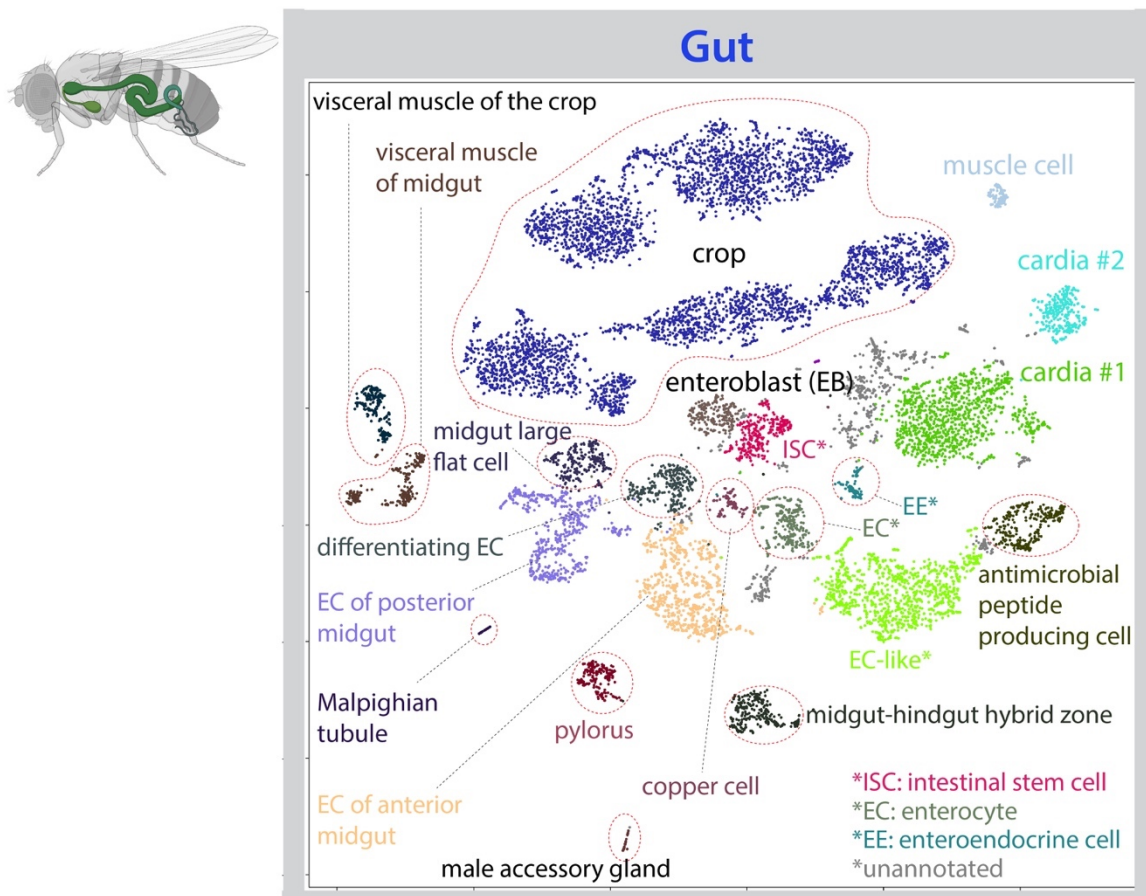 Gut
visceral muscle of the crop
visceral muscle
of midgut
muscle cell
crop
cardia #2
enteroblast (EB)
cardia #1
midgut large
flat cell
ISC*
EE*
differentiating EC
EC*
EC of posterior
midgut
antimicrobial
peptide
producing cell
EC-like*
Malpighian
tubule
pylorus
midgut-hindgut hybrid zone
copper cell
EC of anterior
midgut
male accessory gland
*ISC: intestinal stem cell
*EC: enterocyte
*EE: enteroendocrine cell
*unannotated